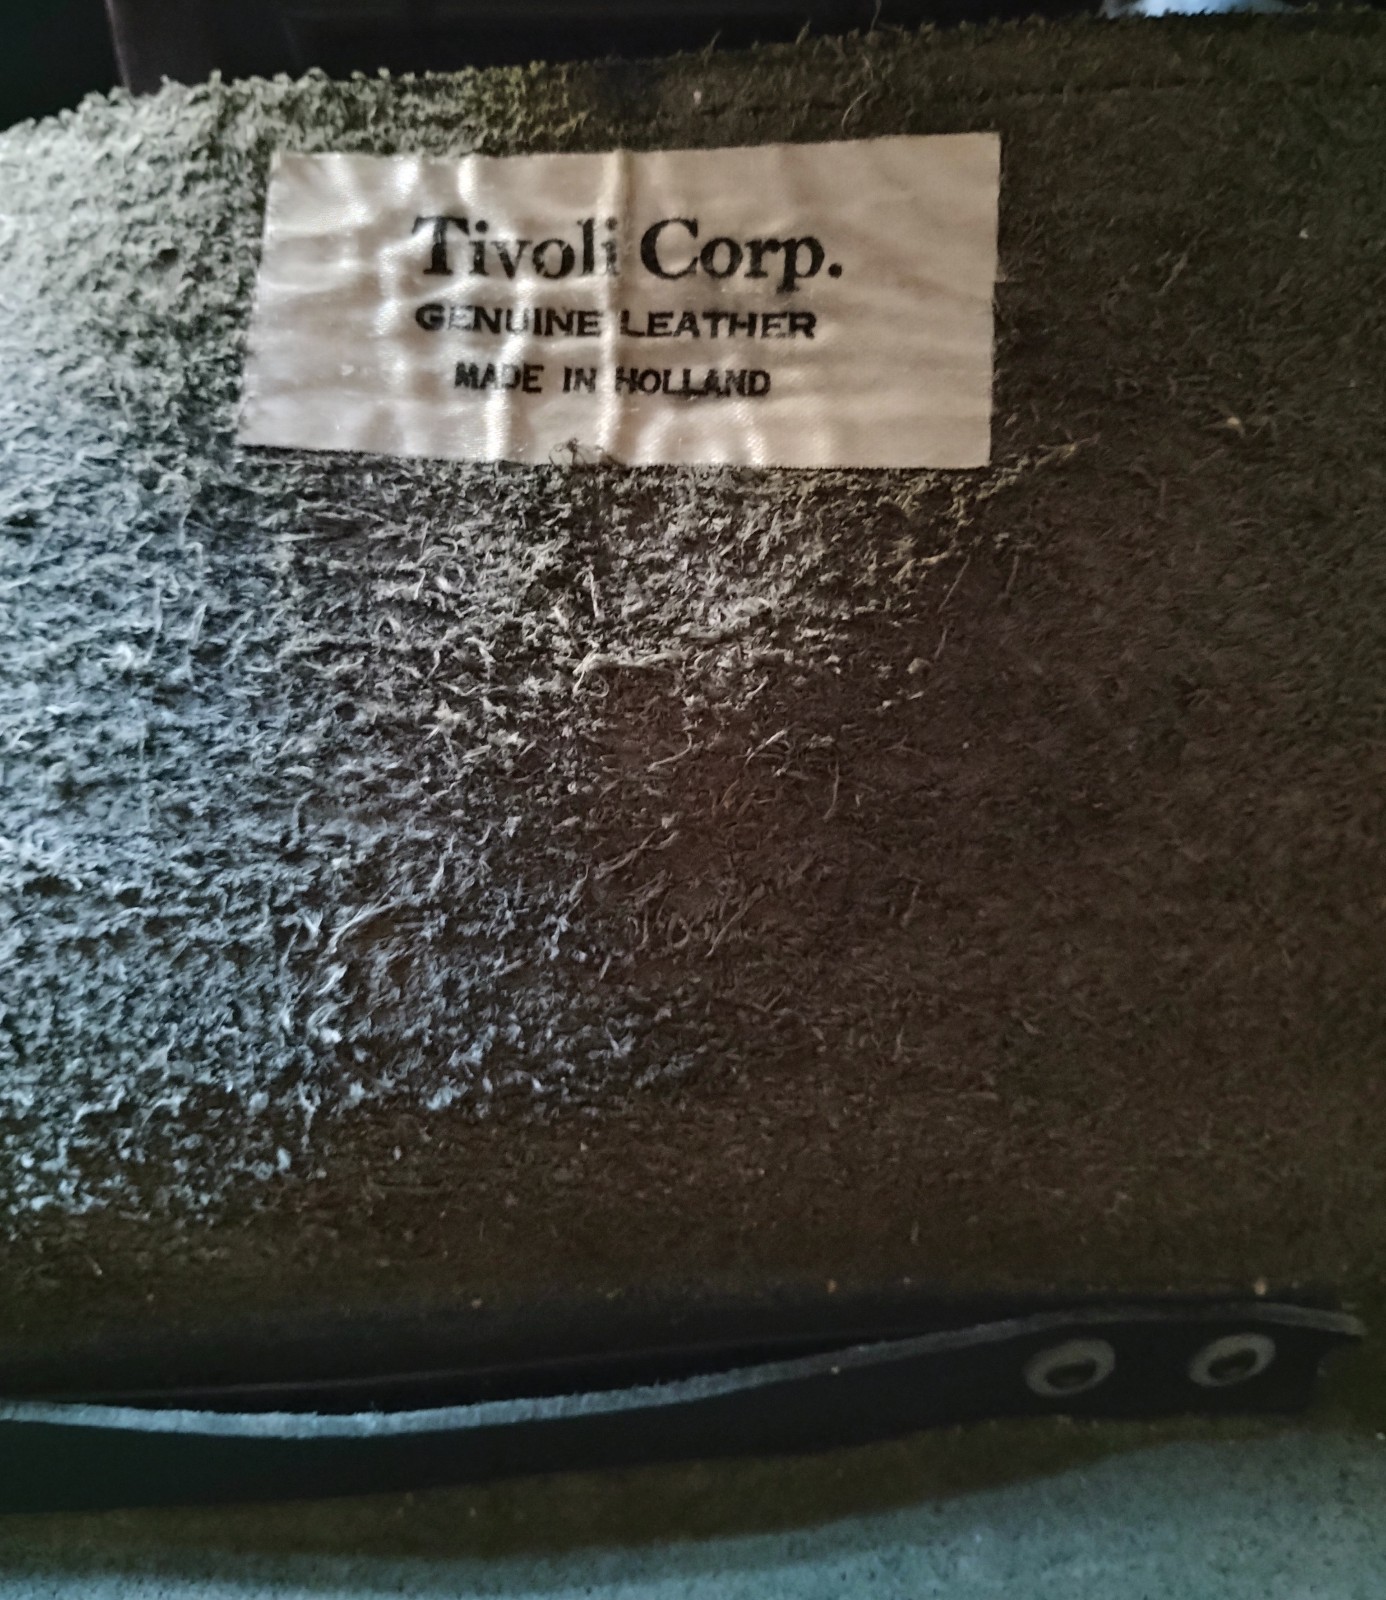 Tivoli Corp.
GENUINE LEATHER
MADE IN HOLLAND